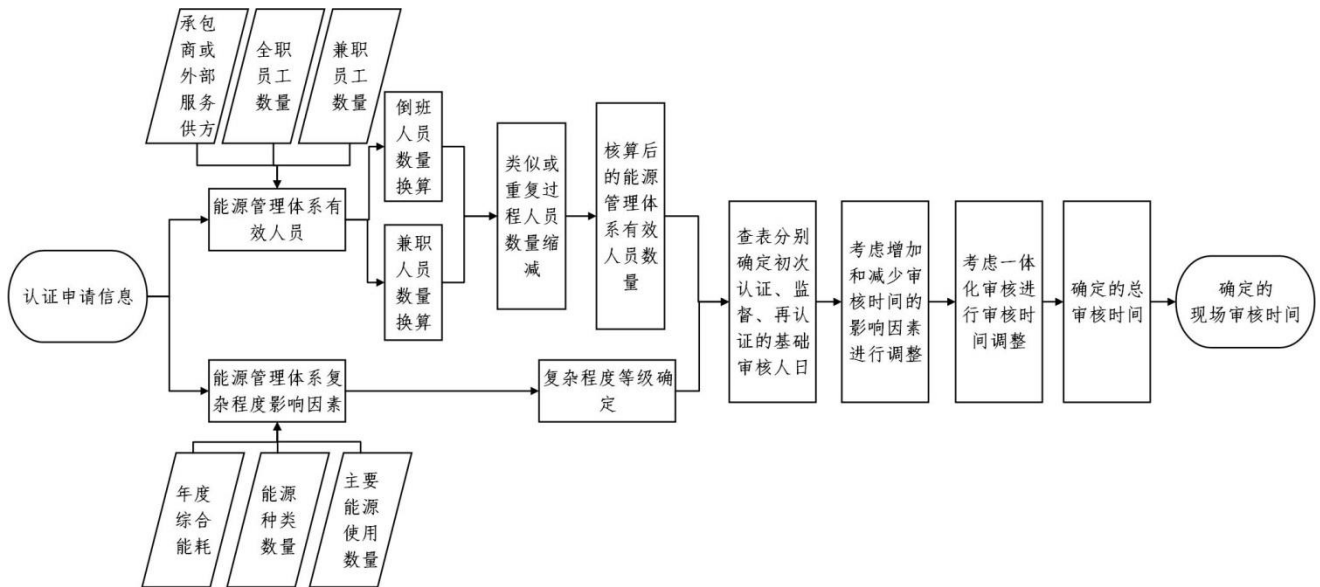 承包
商或
外部
服务
供方
全职
员工
数量
兼职
员工
数量
倒班
人员
数量
换算
兼职
人员
数量
换算
类似或
重复过
程人员
数量缩
减
核算后
的能源
管理体
系有效
人员数
量
能源管理体系有
效人员
认证申请信息
能源管理体系复
杂程度影响因素
复杂程度等级确
定
年度
综合
能耗
能源
种类
数量
主要
能源
使用
数量
查表分别
确定初次
认证、监
督、再认
证的基础
审核人日
考虑增加
和减少审
核时间的
影响因素
进行调整
考虑一体
化审核进
行审核时
间调整
确定的总
审核时间
确定的
现场审核时间